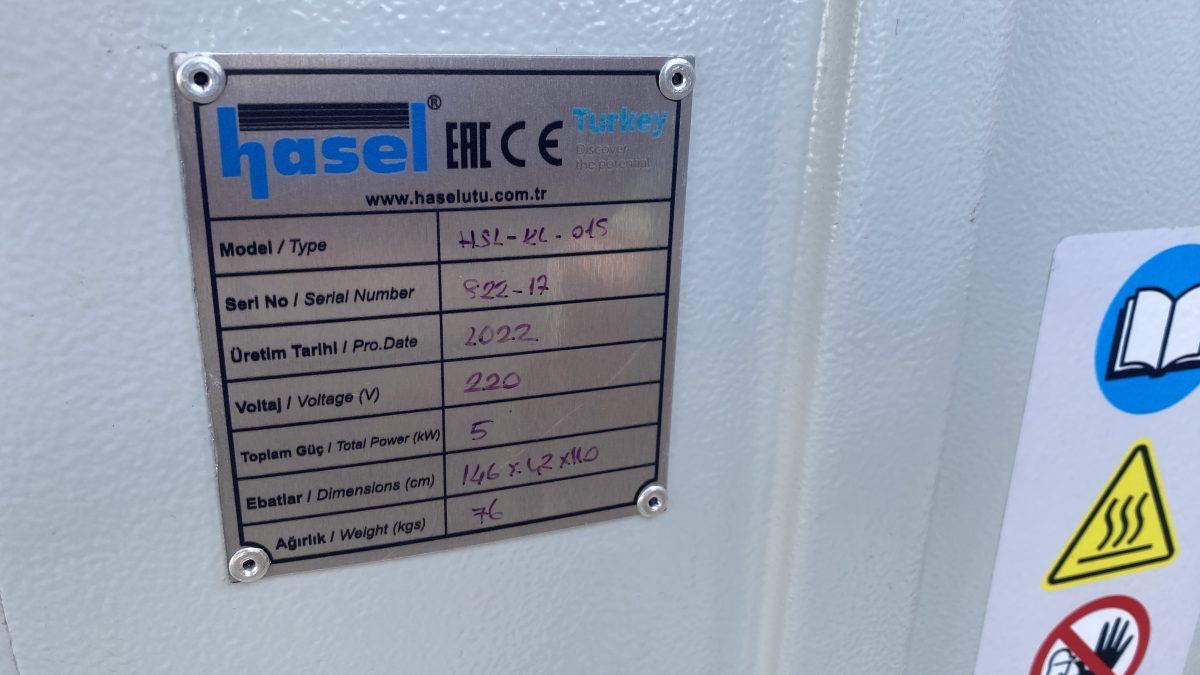 hasel® EAC CE Turkey
Discover
the potential
www.haselutu.com.tr
Model / Type HSL-KL-015
Seri No / Serial Number 822-17
Üretim Tarihi / Pro.Date 2022
Voltaj / Voltage (V) 220
Toplam Güç / Total Power (kW) 5
Ebatlar / Dimensions (cm) 146x42x110
Ağırlık / Weight (kgs) 76